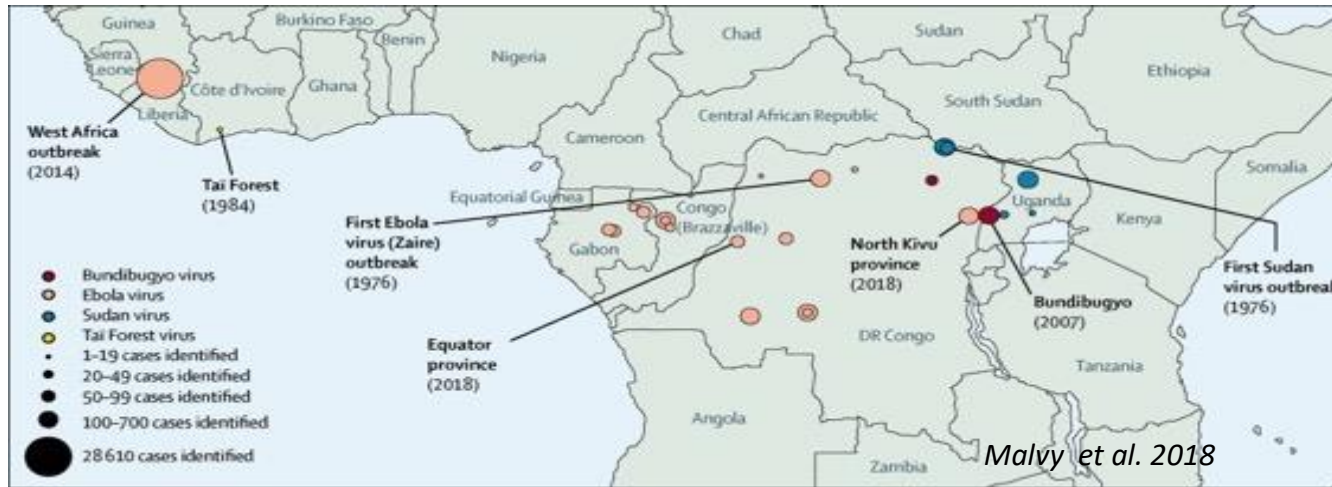 Guinea
Burkino Faso
Benin
Sierra
Leone
Côte d'Ivoire
Ghana
Liberia
Nigeria
Chad
Sudan
Ethiopia
South Sudan
Central African Republic
Cameroon
Somalia
West Africa
outbreak
(2014)
Taï Forest
(1984)
Equatorial Guinea
Congo
(Brazzaville)
Gabon
Uganda
Kenya
First Ebola
virus (Zaire)
outbreak
(1976)
North Kivu
province
(2018)
Bundibugyo
(2007)
First Sudan
virus outbreak
(1976)
Equator
province
(2018)
DR Congo
Tanzania
Angola
Zambia
Bundibugyo virus
Ebola virus
Sudan virus
Taï Forest virus
1–19 cases identified
20–49 cases identified
50–99 cases identified
100–700 cases identified
28 610 cases identified
Malvy et al. 2018